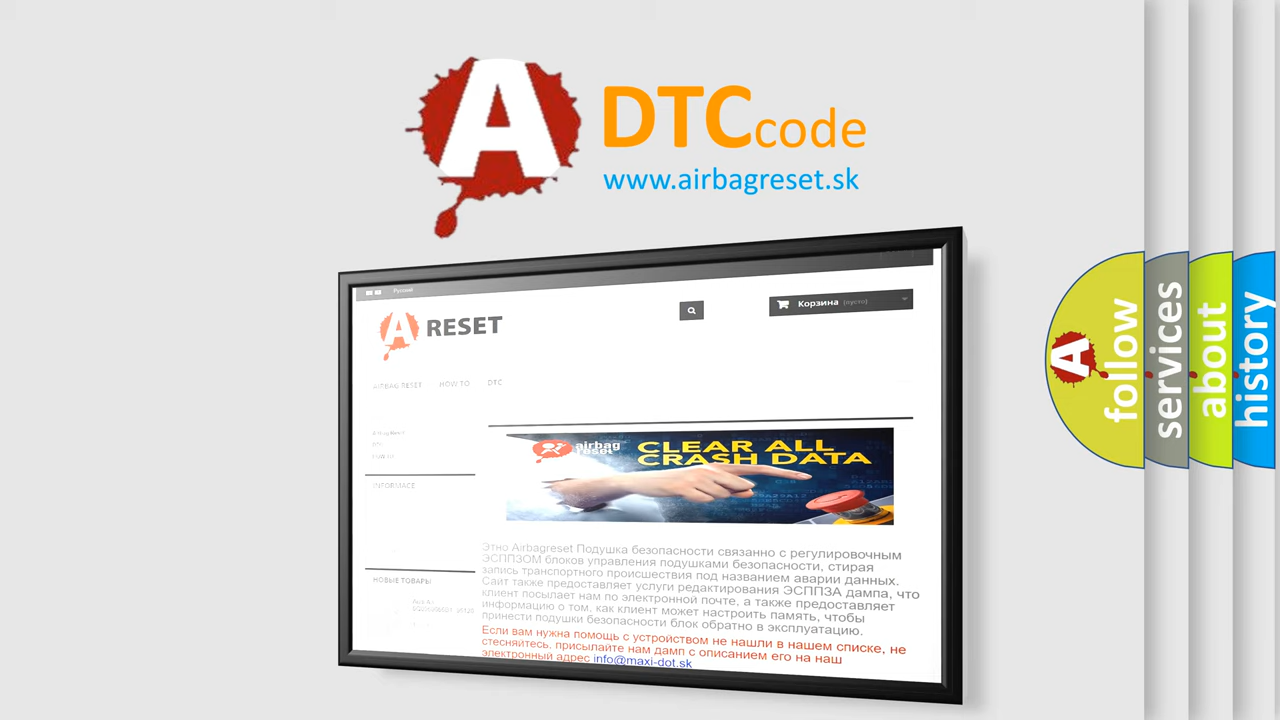 A
DTCcode
www.airbagreset.sk
Русский
A RESET
Корзина (пусто)
AIRBAG RESET HOW TO DTC
INFORMACE
airbag
reset
CLEAR ALL
CRASH DATA
Этно Airbagreset Подушка безопасности связанно с регулировочным
ЭСППЗОМ блоков управления подушками безопасности, стирая
запись транспортного происшествия под названием аварии данных.
Сайт также предоставляет услуги редактирования ЭСППЗА дампа, что
клиент посылает нам по электронной почте, а также предоставляет
информацию о том, как клиент может настроить память, чтобы
принести подушки безопасности блок обратно в эксплуатацию.
Если вам нужна помощь с устройством не нашли в нашем списке, не
стесняйтесь, присылайте нам дамп с описанием его на наш
электронный адрес info@maxi-dot.sk
НОВЫЕ ТОВАРЫ
A
follow
services
about
history